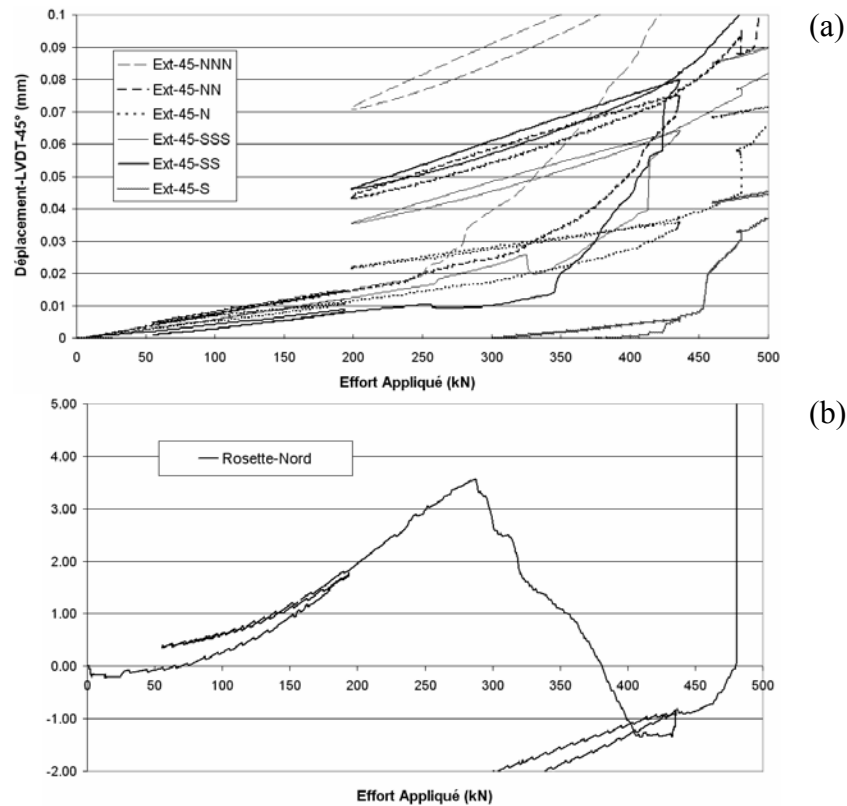 (a)
0.1
0.09
0.08
0.07
0.06
0.05
0.04
0.03
0.02
0.01
0
Déplacement-LVDT-45° (mm)
Ext-45-NNN
Ext-45-NN
Ext-45-N
Ext-45-SSS
Ext-45-SS
Ext-45-S
0 50 100 150 200 250 300 350 400 450 500
Effort Appliqué (kN)
(b)
5.00
4.00
3.00
2.00
1.00
0.00
-1.00
-2.00
Rosette-Nord
0 50 100 150 200 250 300 350 400 450 500
Effort Appliqué (kN)